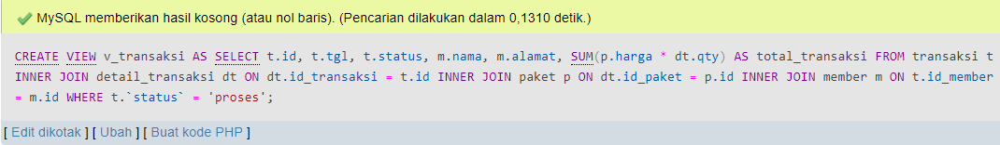 MySQL memberikan hasil kosong (atau nol baris). (Pencarian dilakukan dalam 0,1310 detik.)
CREATE VIEW v_transaksi AS SELECT t.id, t.tgl, t.status, m.nama, m.alamat, SUM(p.harga * dt.qty) AS total_transaksi FROM transaksi t
INNER JOIN detail_transaksi dt ON dt.id_transaksi = t.id INNER JOIN paket p ON dt.id_paket = p.id INNER JOIN member m ON t.id_member
= m.id WHERE t.`status` = 'proses';
[ Edit dikotak ] [ Ubah ] [ Buat kode PHP ]